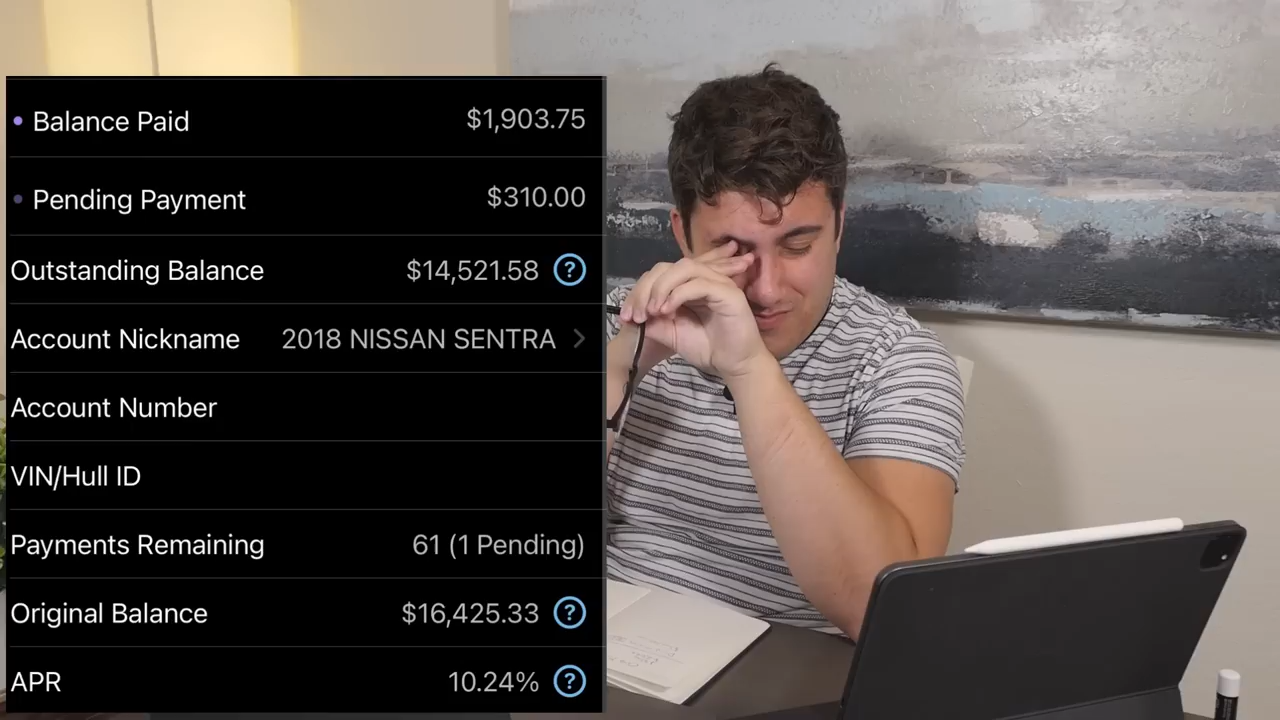 Balance Paid $1,903.75
Pending Payment $310.00
Outstanding Balance $14,521.58 ?
Account Nickname 2018 NISSAN SENTRA >
Account Number
VIN/Hull ID
Payments Remaining 61 (1 Pending)
Original Balance $16,425.33 ?
APR 10.24% ?